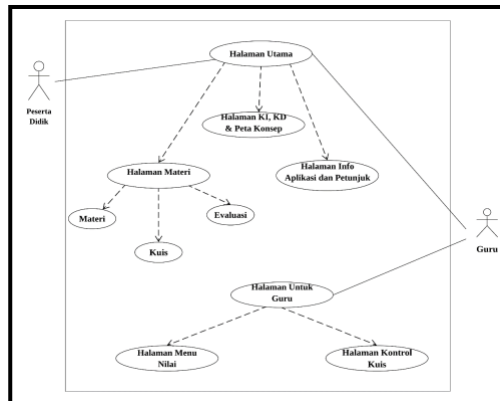 Halaman Utama
Peserta
Didik
Halaman KI, KD
& Peta Konsep
Halaman Materi
Halaman Info
Aplikasi dan Petunjuk
Materi
Evaluasi
Kuis
Guru
Halaman Untuk
Guru
Halaman Menu
Nilai
Halaman Kontrol
Kuis